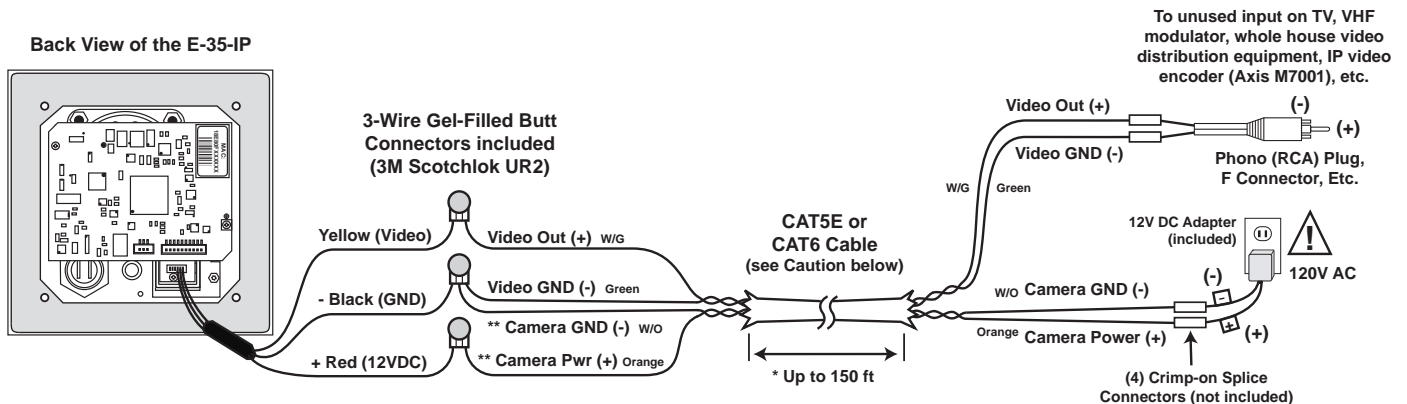 Back View of the E-35-IP
MAC:
3-Wire Gel-Filled Butt
Connectors included
(3M Scotchlok UR2)
Yellow (Video)
Video Out (+) W/G
- Black (GND)
Video GND (-) Green
** Camera GND (-) W/O
+ Red (12VDC)
** Camera Pwr (+) Orange
CAT5E or
CAT6 Cable
(see Caution below)
* Up to 150 ft
To unused input on TV, VHF
modulator, whole house video
distribution equipment, IP video
encoder (Axis M7001), etc.
Video Out (+)
Video GND (-)
W/G
Green
(-)
(+)
Phono (RCA) Plug,
F Connector, Etc.
12V DC Adapter
(included)
!
120V AC
W/O Camera GND (-)
(-)
-
Orange Camera Power (+)
+
(+)
(4) Crimp-on Splice
Connectors (not included)